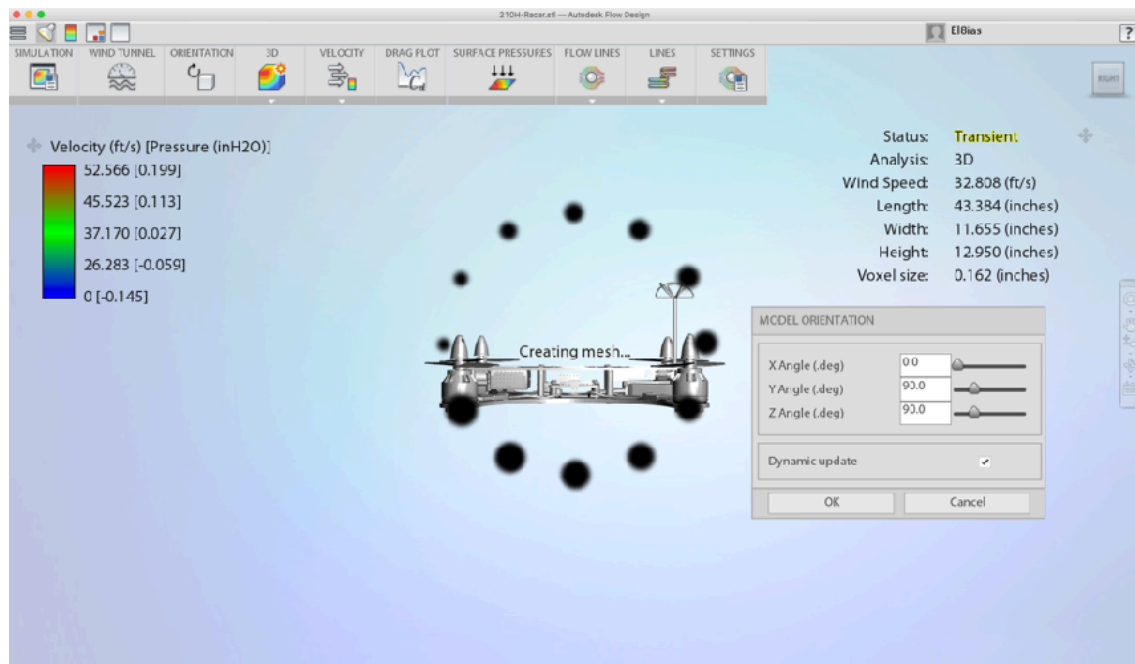 210H-Racer.stl — Autodesk Flow Design
ElBias
?
SIMULATION WIND TUNNEL ORIENTATION 3D VELOCITY DRAG PLOT SURFACE PRESSURES FLOW LINES LINES SETTINGS
Cd
RIGHT
Velocity (ft/s) [Pressure (inH2O)]
52.566 [0.199]
45.523 [0.113]
37.170 [0.027]
26.283 [-0.059]
0 [-0.145]
Status: Transient
Analysis: 3D
Wind Speed: 32.808 (ft/s)
Length: 43.384 (inches)
Width: 11.655 (inches)
Height: 12.950 (inches)
Voxel size: 0.162 (inches)
Creating mesh...
MODEL ORIENTATION
X Angle (.deg) 0.0
Y Angle (.deg) 90.0
Z Angle (.deg) 90.0
Dynamic update
OK Cancel